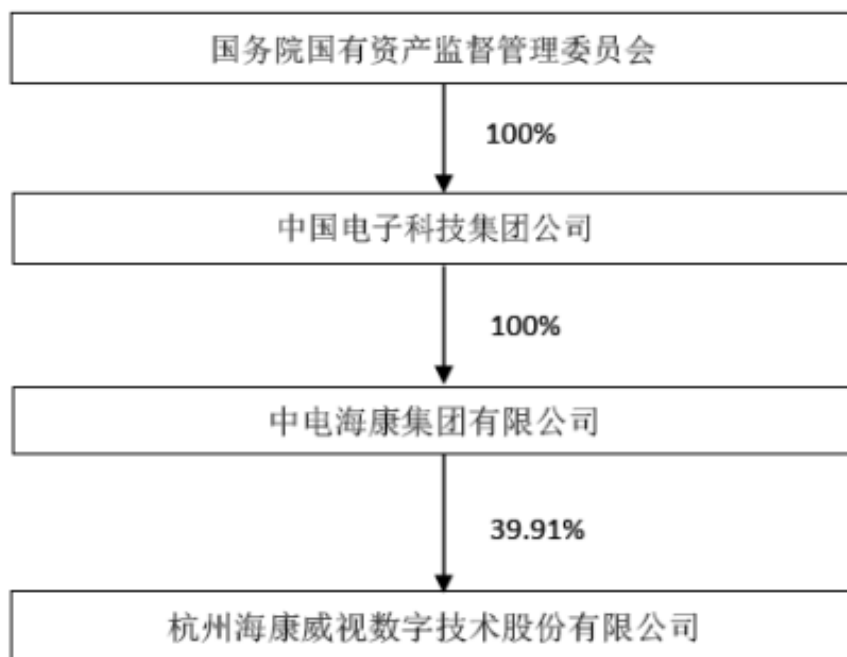 国务院国有资产监督管理委员会
100%
中国电子科技集团公司
100%
中电海康集团有限公司
39.91%
杭州海康威视数字技术股份有限公司